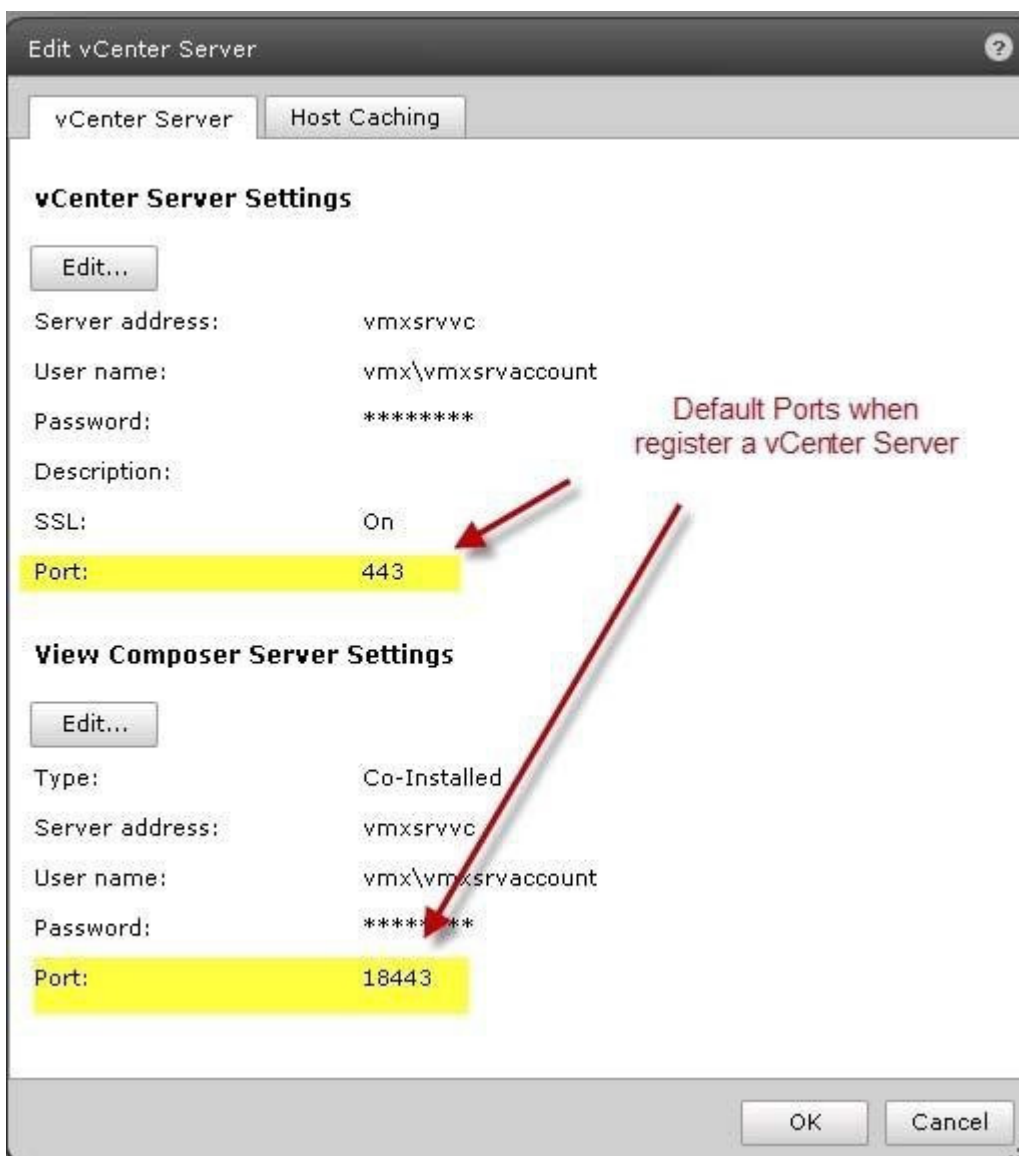 Edit vCenter Server ?
vCenter Server Host Caching
vCenter Server Settings
Edit...
Server address: vmxsrvvc
User name: vmx\vmxsrvaccount
Password: ********
Default Ports when
register a vCenter Server
Description:
SSL: On
Port: 443
View Composer Server Settings
Edit...
Type: Co-Installed
Server address: vmxsrvvc
User name: vmx\vmxsrvaccount
Password: ********
Port: 18443
OK Cancel